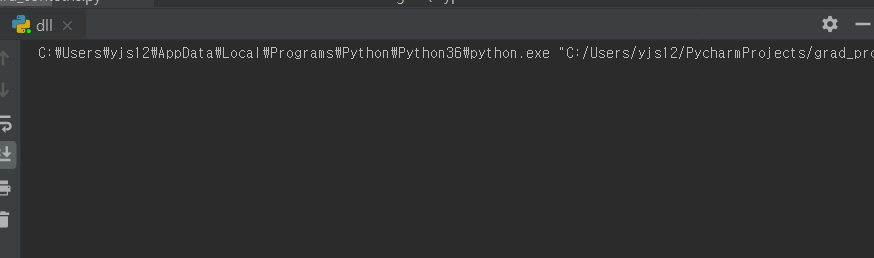 dll
C:₩Users₩yjs12₩AppData₩Local₩Programs₩Python₩Python36₩python.exe "C:/Users/yjs12/PycharmProjects/grad_pro